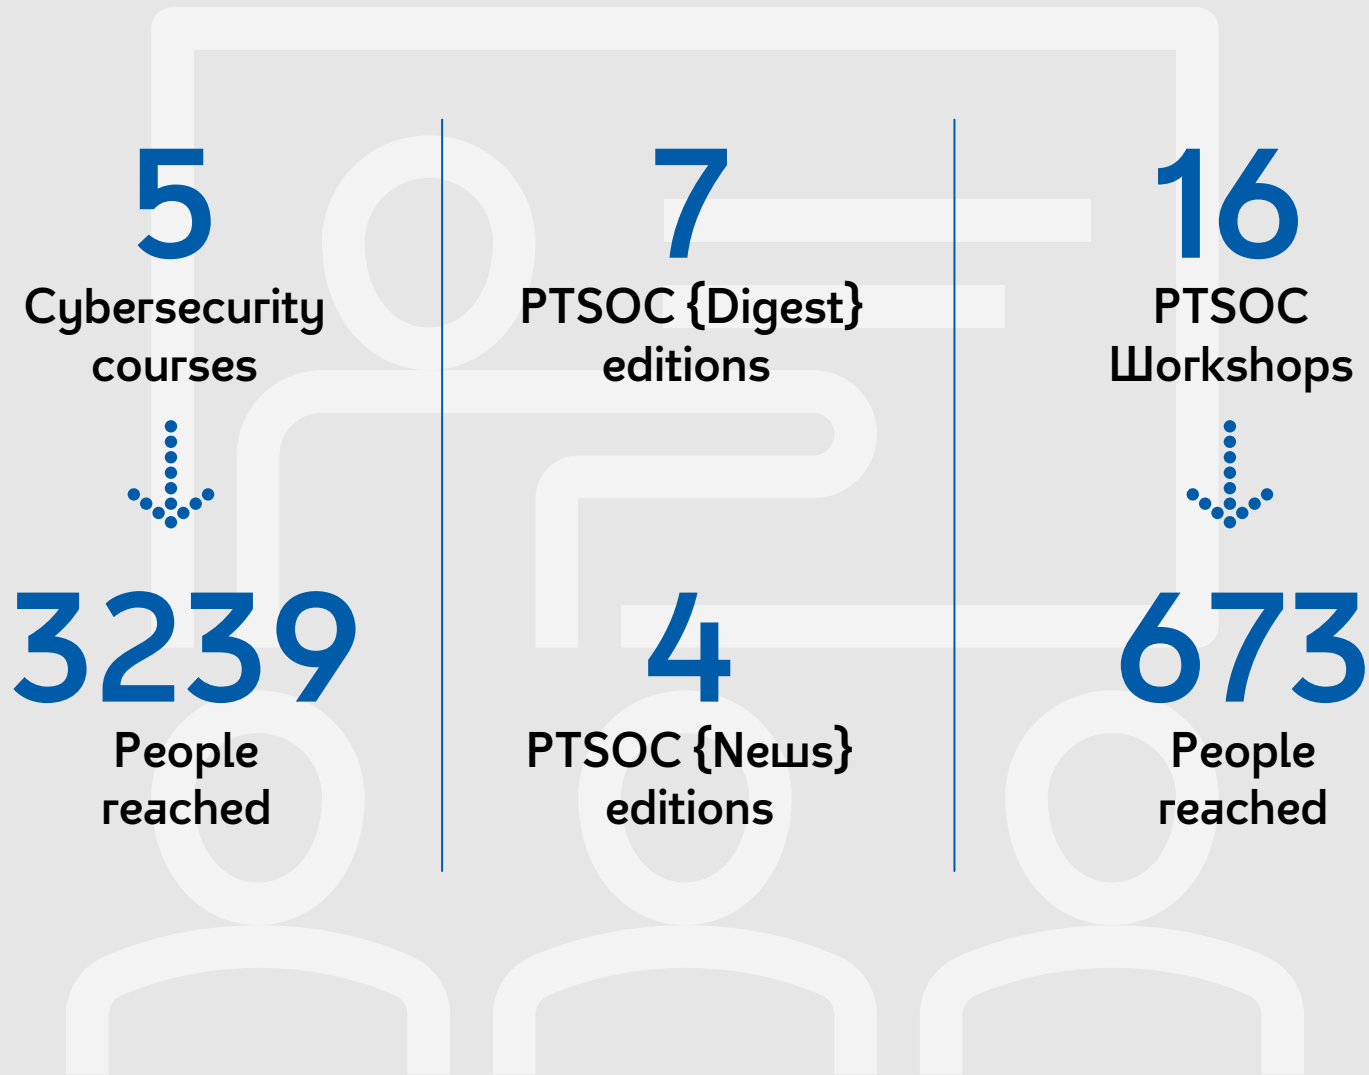 5
Cybersecurity
courses
3239
People
reached
7
PTSOC {Digest}
editions
4
PTSOC {News}
editions
16
PTSOC
Workshops
673
People
reached